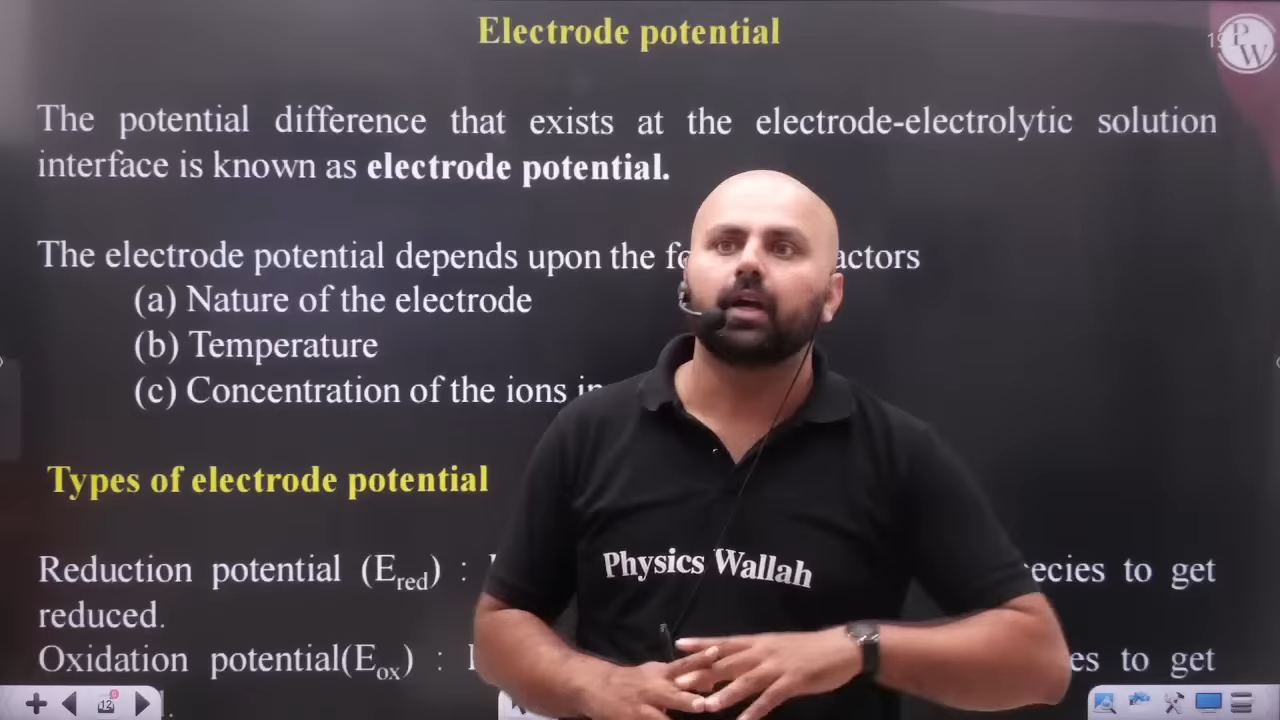 Electrode potential
PW
The potential difference that exists at the electrode-electrolytic solution
interface is known as electrode potential.
The electrode potential depends upon the actors
(a) Nature of the electrode
(b) Temperature
(c) Concentration of the ions in
Types of electrode potential
Physics Wallah
Reduction potential (Ered) : ecies to get
reduced.
Oxidation potential(Eox) : es to get
12